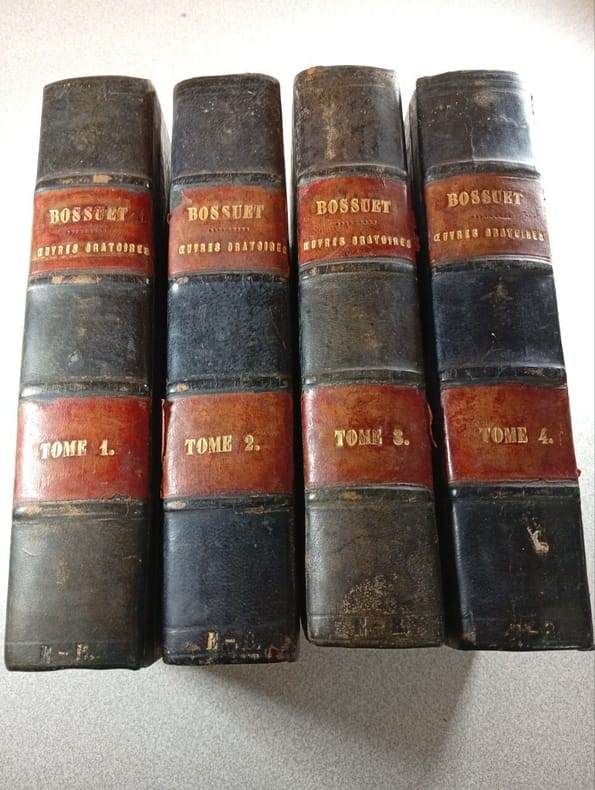 BOSSUET
ŒUVRES ORATOIRES
TOME 1.
E-B.
BOSSUET
ŒUVRES ORATOIRES
TOME 2.
E-B.
BOSSUET
ŒUVRES ORATOIRES
TOME 3.
E-B.
BOSSUET
ŒUVRES ORATOIRES
TOME 4.